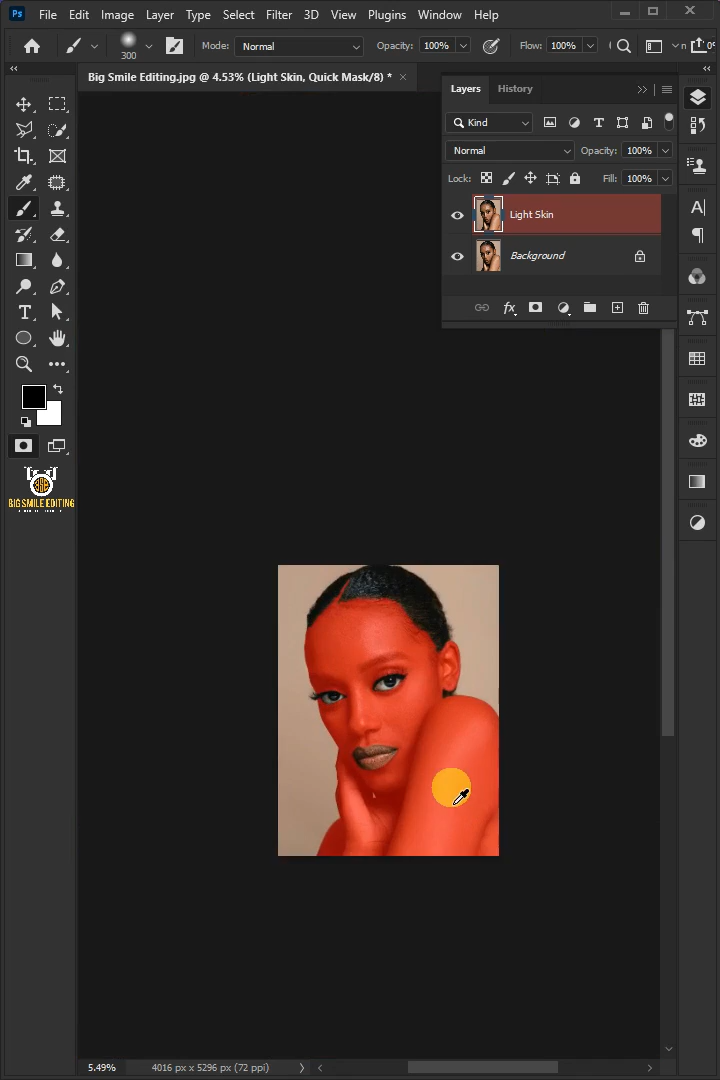 Ps File Edit Image Layer Type Select Filter 3D View Plugins Window Help
300 Mode: Normal Opacity: 100% Flow: 100% 0°
Big Smile Editing.jpg @ 4.53% (Light Skin, Quick Mask/8) *
Layers History
Kind
Normal Opacity: 100%
Lock: Fill: 100%
Light Skin
Background
BIG SMILE EDITING
5.49% 4016 px x 5296 px (72 ppi)